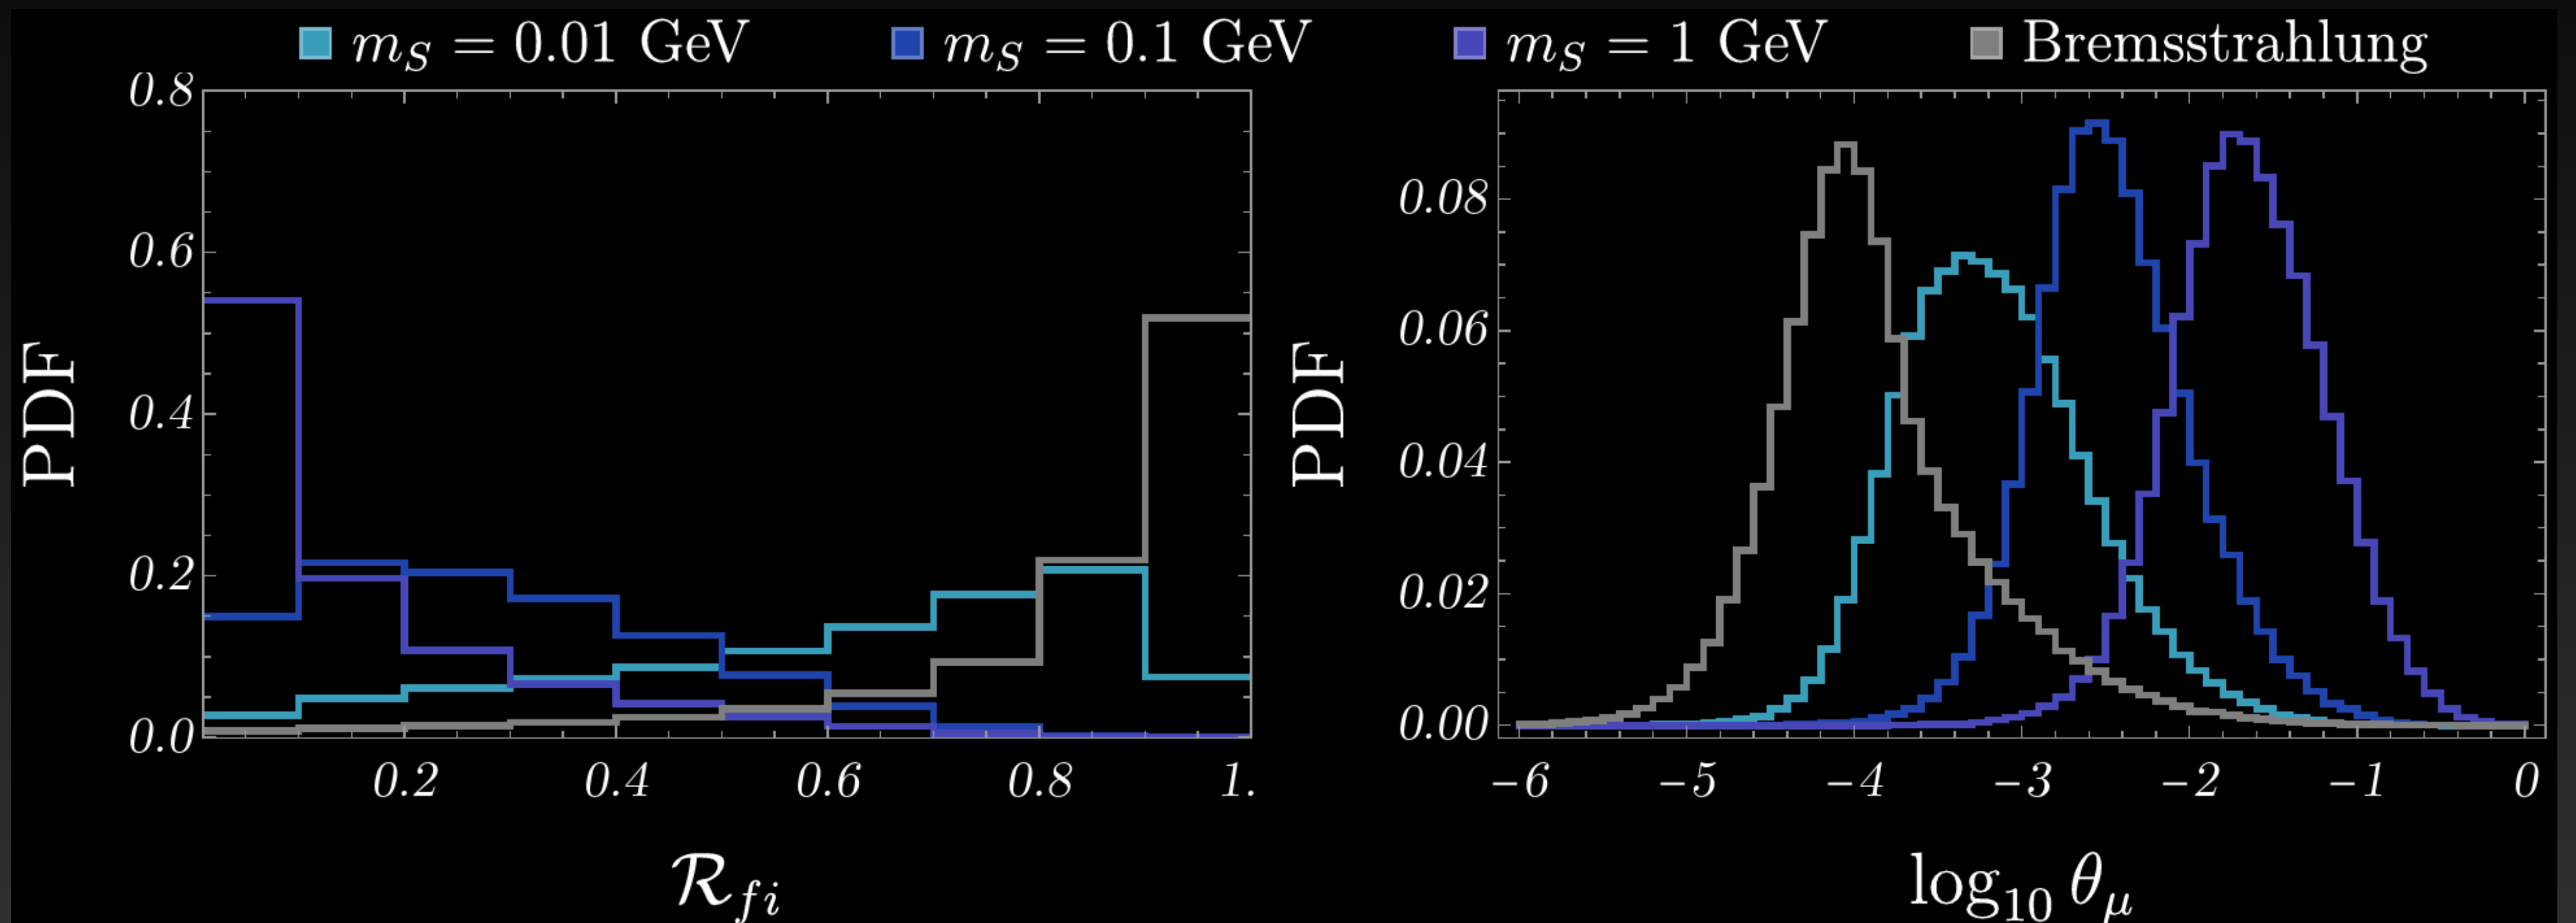 m_S = 0.01 GeV m_S = 0.1 GeV m_S = 1 GeV Bremsstrahlung
PDF
0.8
0.6
0.4
0.2
0.0
0.2 0.4 0.6 0.8 1.
ℛ_fi
PDF
0.08
0.06
0.04
0.02
0.00
−6 −5 −4 −3 −2 −1 0
log₁₀ θ_μ